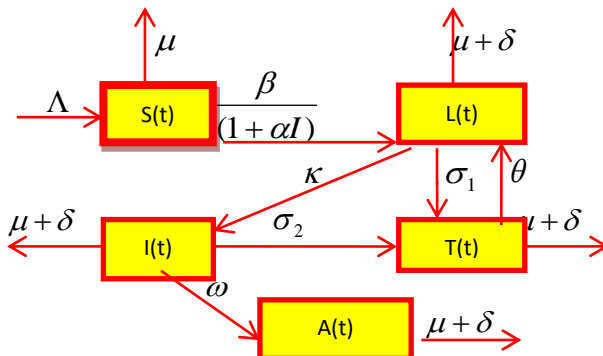 μ
μ + δ
Λ
S(t)
β
(1 + αI)
L(t)
κ
σ₁
θ
μ + δ
I(t)
σ₂
T(t)
μ + δ
ω
A(t)
μ + δ